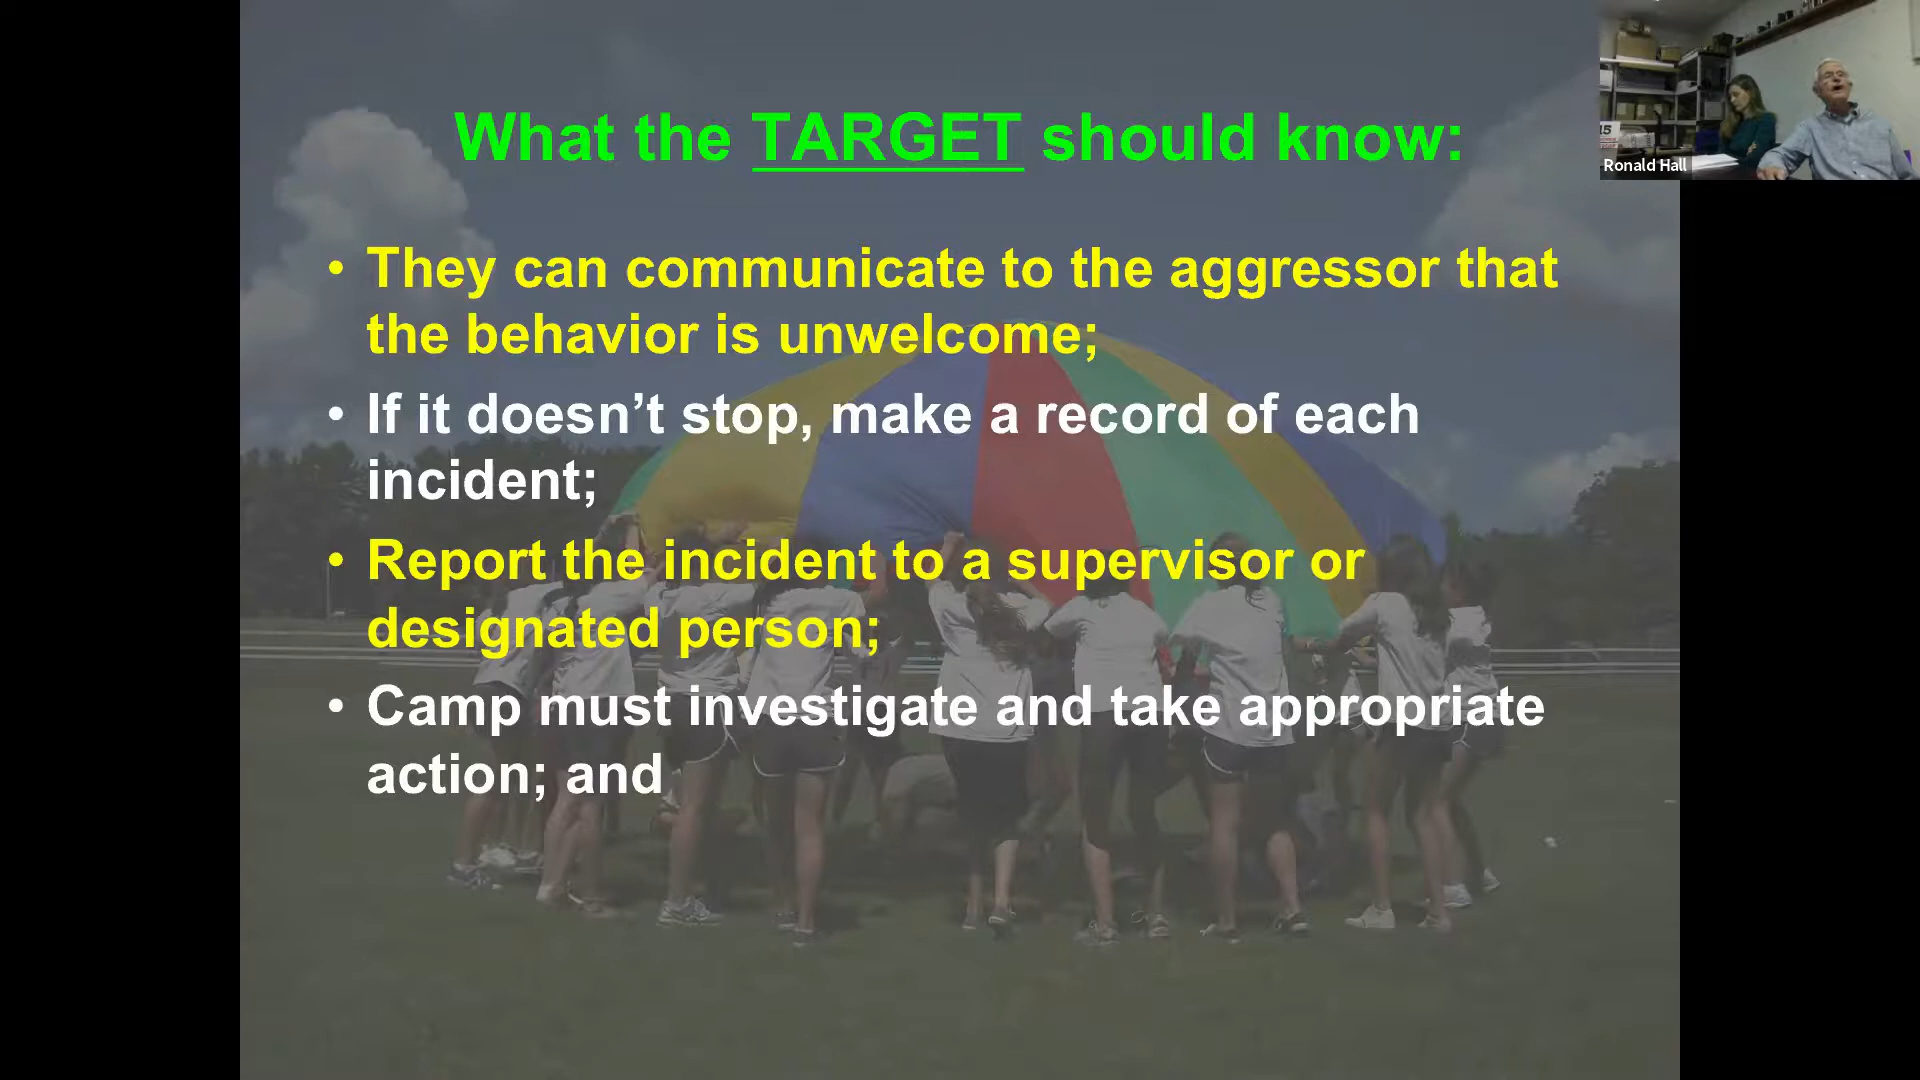 What the TARGET should know:
• They can communicate to the aggressor that
the behavior is unwelcome;
• If it doesn’t stop, make a record of each
incident;
• Report the incident to a supervisor or
designated person;
• Camp must investigate and take appropriate
action; and
15
Ronald Hall